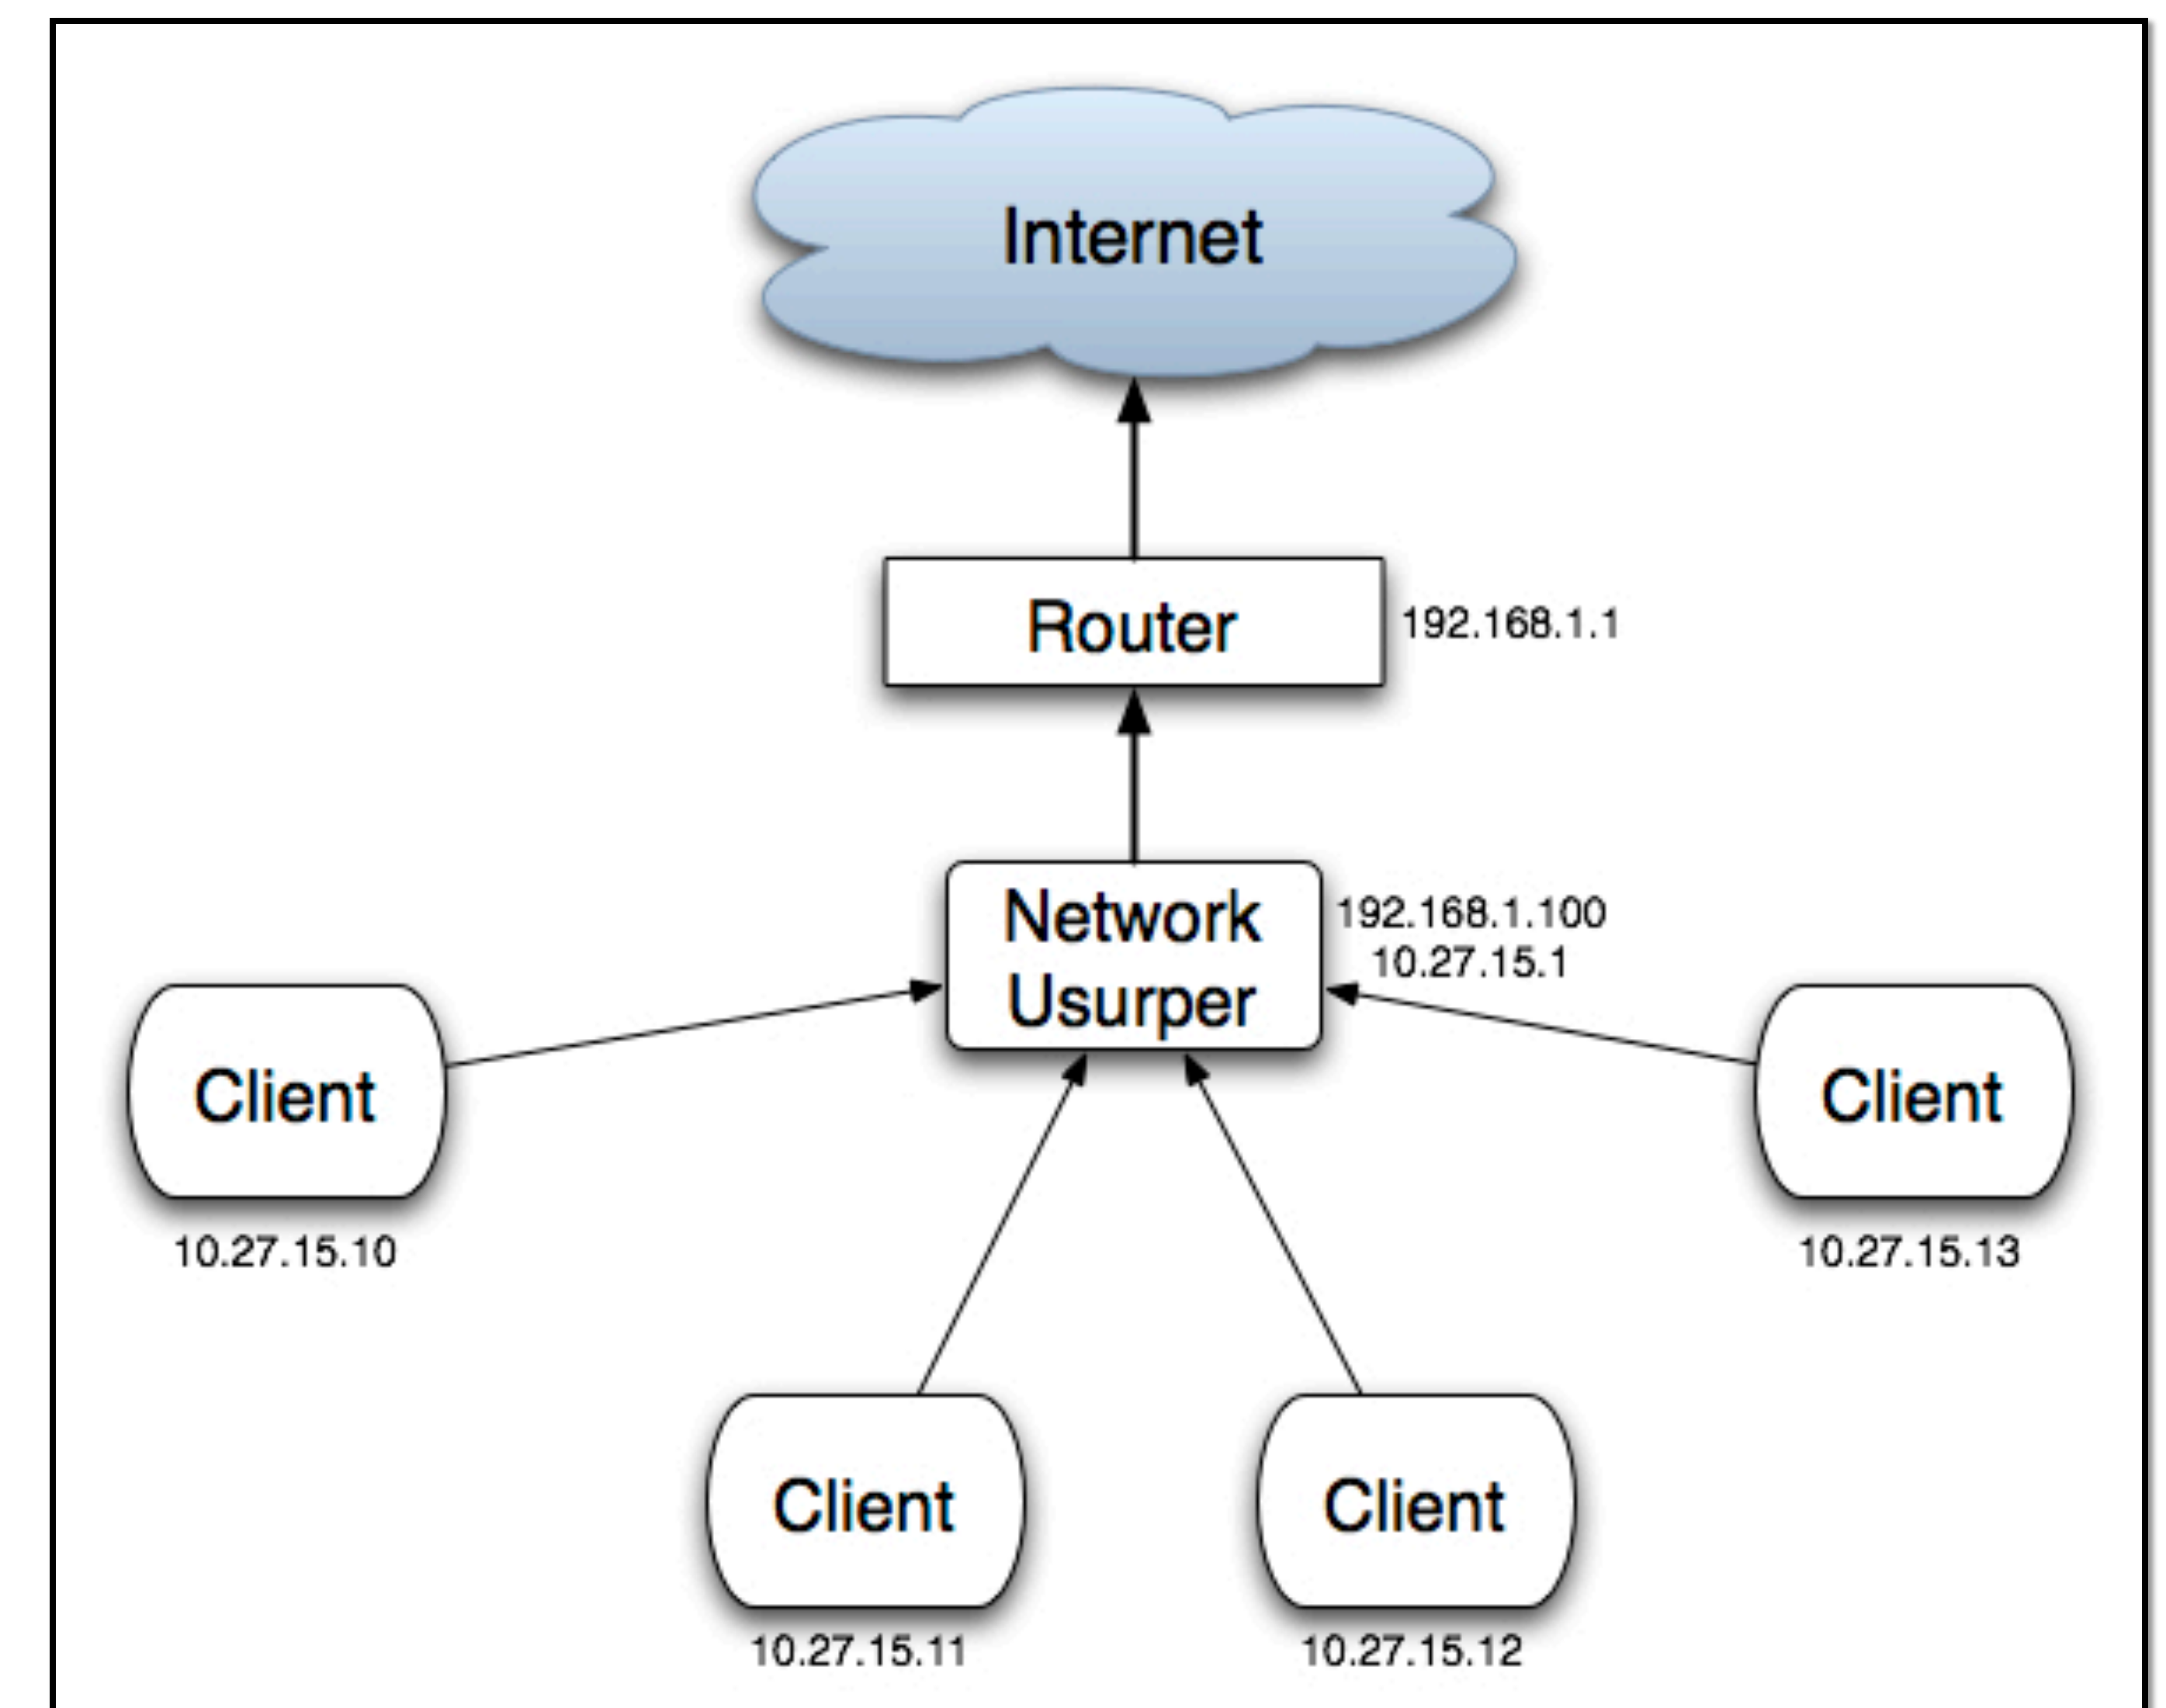 Internet
Router
192.168.1.1
Network
Usurper
192.168.1.100
10.27.15.1
Client
10.27.15.10
Client
10.27.15.13
Client
10.27.15.11
Client
10.27.15.12